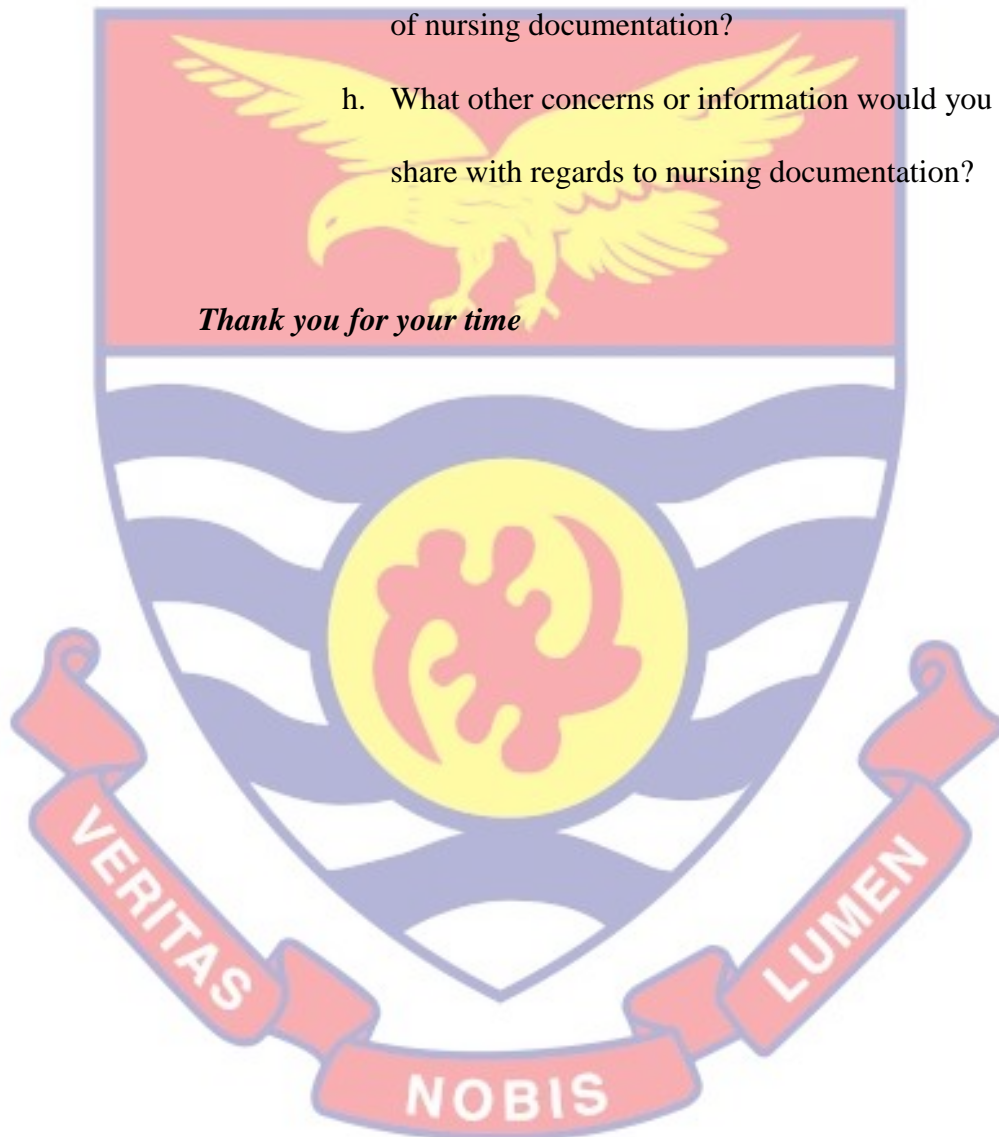 of nursing documentation?
h. What other concerns or information would you
share with regards to nursing documentation?
Thank you for your time
VERITAS
NOBIS
LUMEN